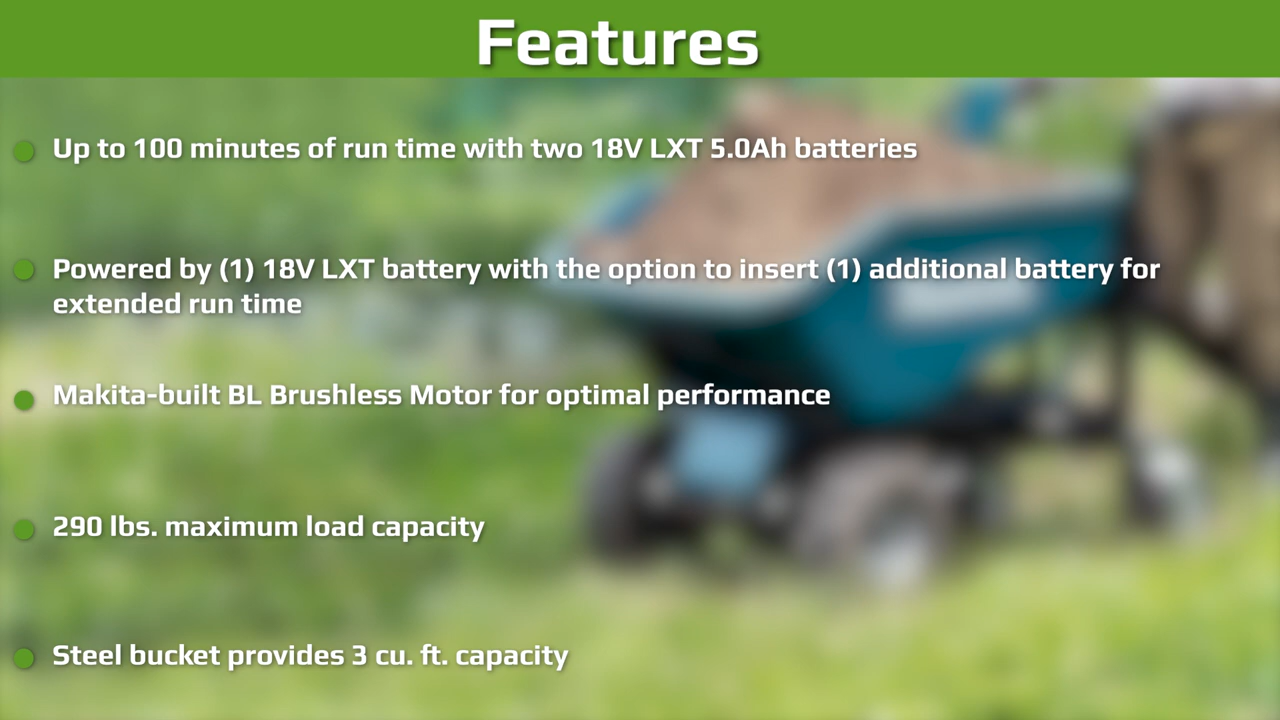 Features
Up to 100 minutes of run time with two 18V LXT 5.0Ah batteries
Powered by (1) 18V LXT battery with the option to insert (1) additional battery for
extended run time
Makita-built BL Brushless Motor for optimal performance
290 lbs. maximum load capacity
Steel bucket provides 3 cu. ft. capacity